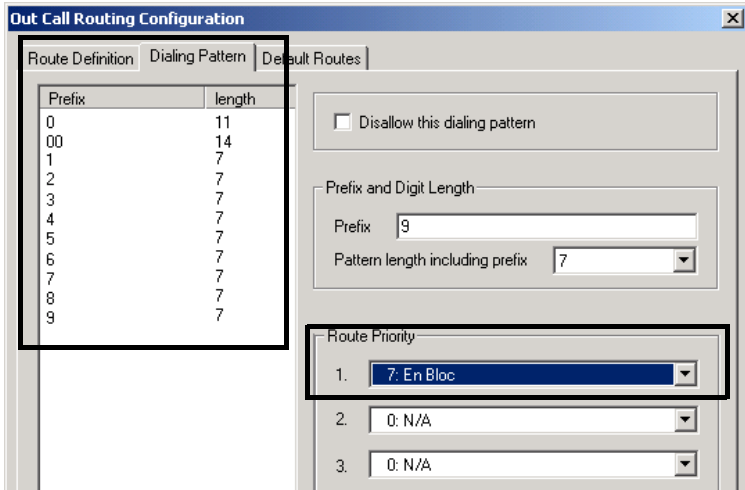 Out Call Routing Configuration
Route Definition Dialing Pattern Default Routes
Prefix length
0 11
00 14
1 7
2 7
3 7
4 7
5 7
6 7
7 7
8 7
9 7
Disallow this dialing pattern
Prefix and Digit Length
Prefix 9
Pattern length including prefix 7
Route Priority
1. 7: En Bloc
2. 0: N/A
3. 0: N/A